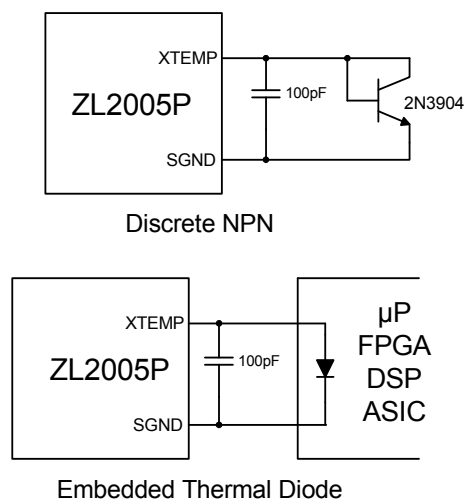 XTEMP
100pF
2N3904
ZL2005P
SGND
Discrete NPN
XTEMP
µP
FPGA
DSP
ASIC
100pF
ZL2005P
SGND
Embedded Thermal Diode